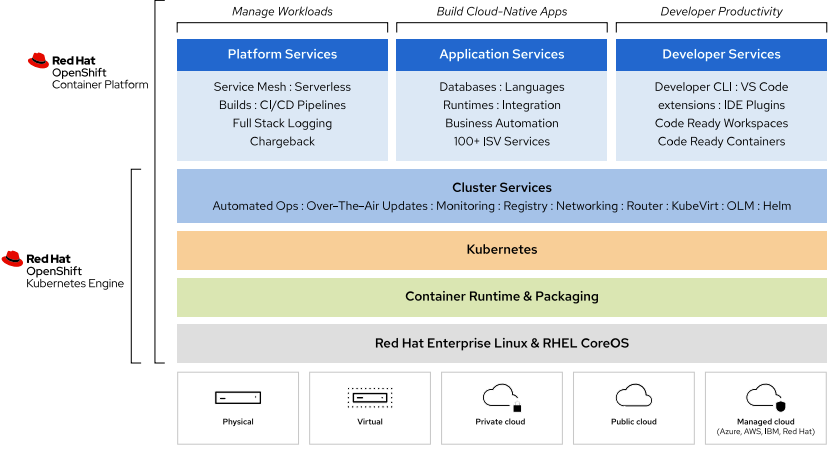 Manage Workloads
Build Cloud-Native Apps
Developer Productivity
Red Hat
OpenShift
Container Platform
Platform Services
Service Mesh : Serverless
Builds : CI/CD Pipelines
Full Stack Logging
Chargeback
Application Services
Databases : Languages
Runtimes : Integration
Business Automation
100+ ISV Services
Developer Services
Developer CLI : VS Code
extensions : IDE Plugins
Code Ready Workspaces
Code Ready Containers
Red Hat
OpenShift
Kubernetes Engine
Cluster Services
Automated Ops : Over–The–Air Updates : Monitoring : Registry : Networking : Router : KubeVirt : OLM : Helm
Kubernetes
Container Runtime & Packaging
Red Hat Enterprise Linux & RHEL CoreOS
Physical
Virtual
Private cloud
Public cloud
Managed cloud
(Azure, AWS, IBM, Red Hat)